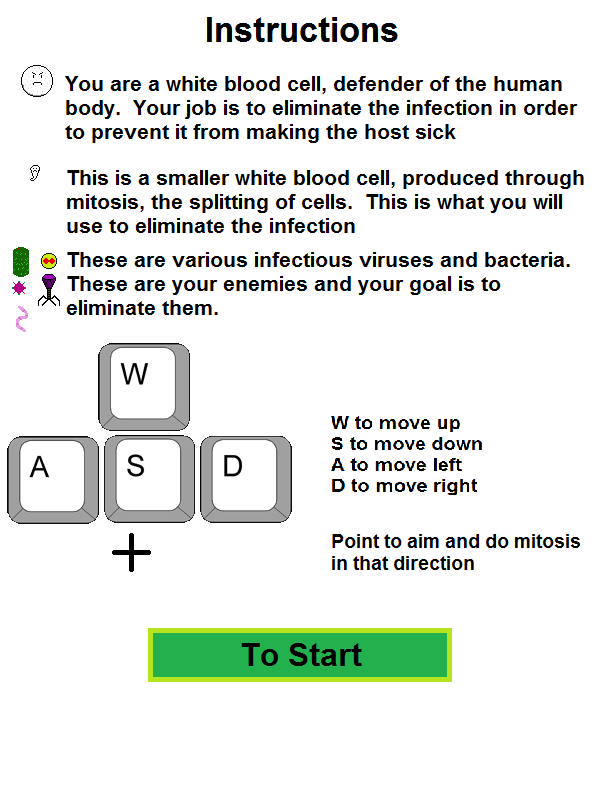 Instructions
You are a white blood cell, defender of the human
body.  Your job is to eliminate the infection in order
to prevent it from making the host sick
This is a smaller white blood cell, produced through
mitosis, the splitting of cells.  This is what you will
use to eliminate the infection
These are various infectious viruses and bacteria.
These are your enemies and your goal is to
eliminate them.
W
A S D
W to move up
S to move down
A to move left
D to move right
Point to aim and do mitosis
in that direction
To Start